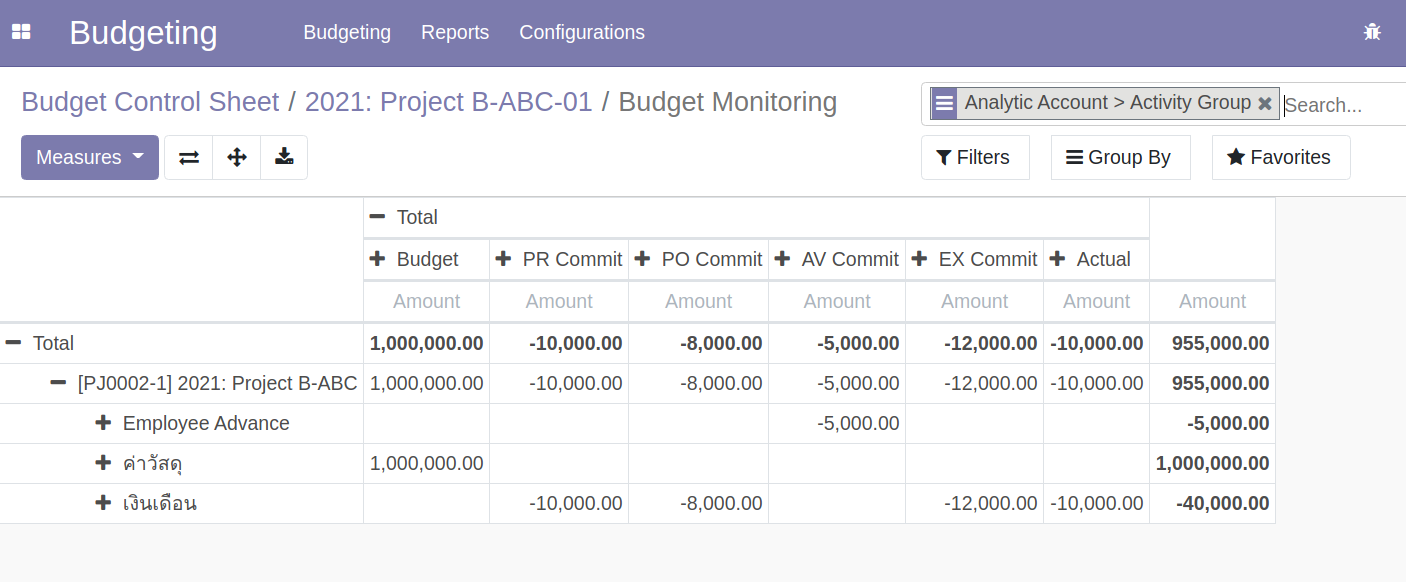 Budgeting Budgeting Reports Configurations
Budget Control Sheet / 2021: Project B-ABC-01 / Budget Monitoring
Analytic Account > Activity Group Search...
Measures Filters Group By Favorites
Total
Budget PR Commit PO Commit AV Commit EX Commit Actual
Amount Amount Amount Amount Amount Amount Amount
Total 1,000,000.00 -10,000.00 -8,000.00 -5,000.00 -12,000.00 -10,000.00 955,000.00
[PJ0002-1] 2021: Project B-ABC 1,000,000.00 -10,000.00 -8,000.00 -5,000.00 -12,000.00 -10,000.00 955,000.00
Employee Advance -5,000.00 -5,000.00
ค่าวัสดุ 1,000,000.00 1,000,000.00
เงินเดือน -10,000.00 -8,000.00 -12,000.00 -10,000.00 -40,000.00